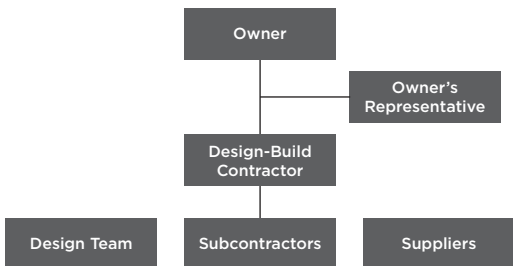 Owner
Owner's
Representative
Design-Build
Contractor
Design Team
Subcontractors
Suppliers